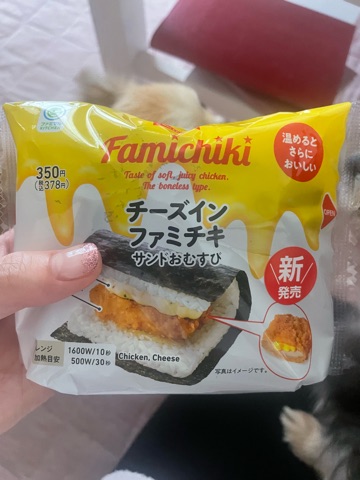 Famichiki
Taste of soft, juicy chicken.
The boneless type.
350円
(税込378円)
温めると
さらに
おいしい
チーズイン
ファミチキ
サンドおむすび
OPEN
新
発売
レンジ
加熱目安
1600W/10秒
500W/30秒
Chicken, Cheese
写真はイメージです。